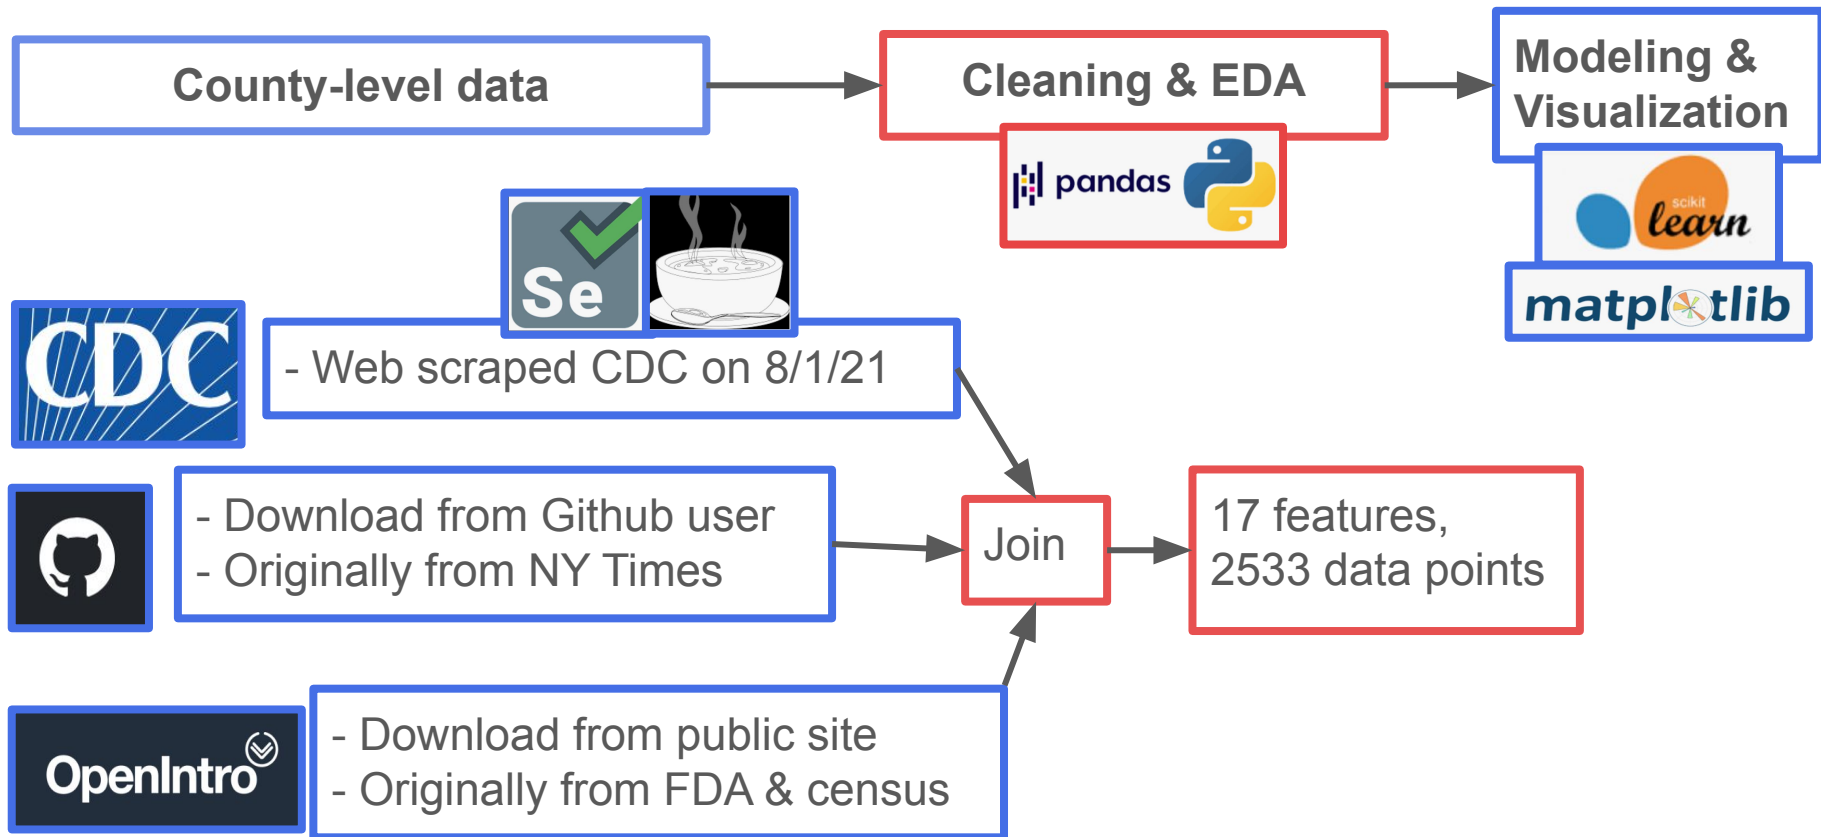 County-level data
Cleaning & EDA
Modeling &
Visualization
pandas
scikit
learn
matplotlib
Se
CDC
- Web scraped CDC on 8/1/21
- Download from Github user
- Originally from NY Times
Join
17 features,
2533 data points
OpenIntro
- Download from public site
- Originally from FDA & census